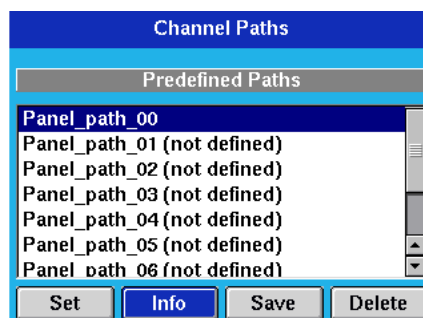 Channel Paths
Predefined Paths
Panel_path_00
Panel_path_01 (not defined)
Panel_path_02 (not defined)
Panel_path_03 (not defined)
Panel_path_04 (not defined)
Panel_path_05 (not defined)
Panel_path_06 (not defined)
Set Info Save Delete